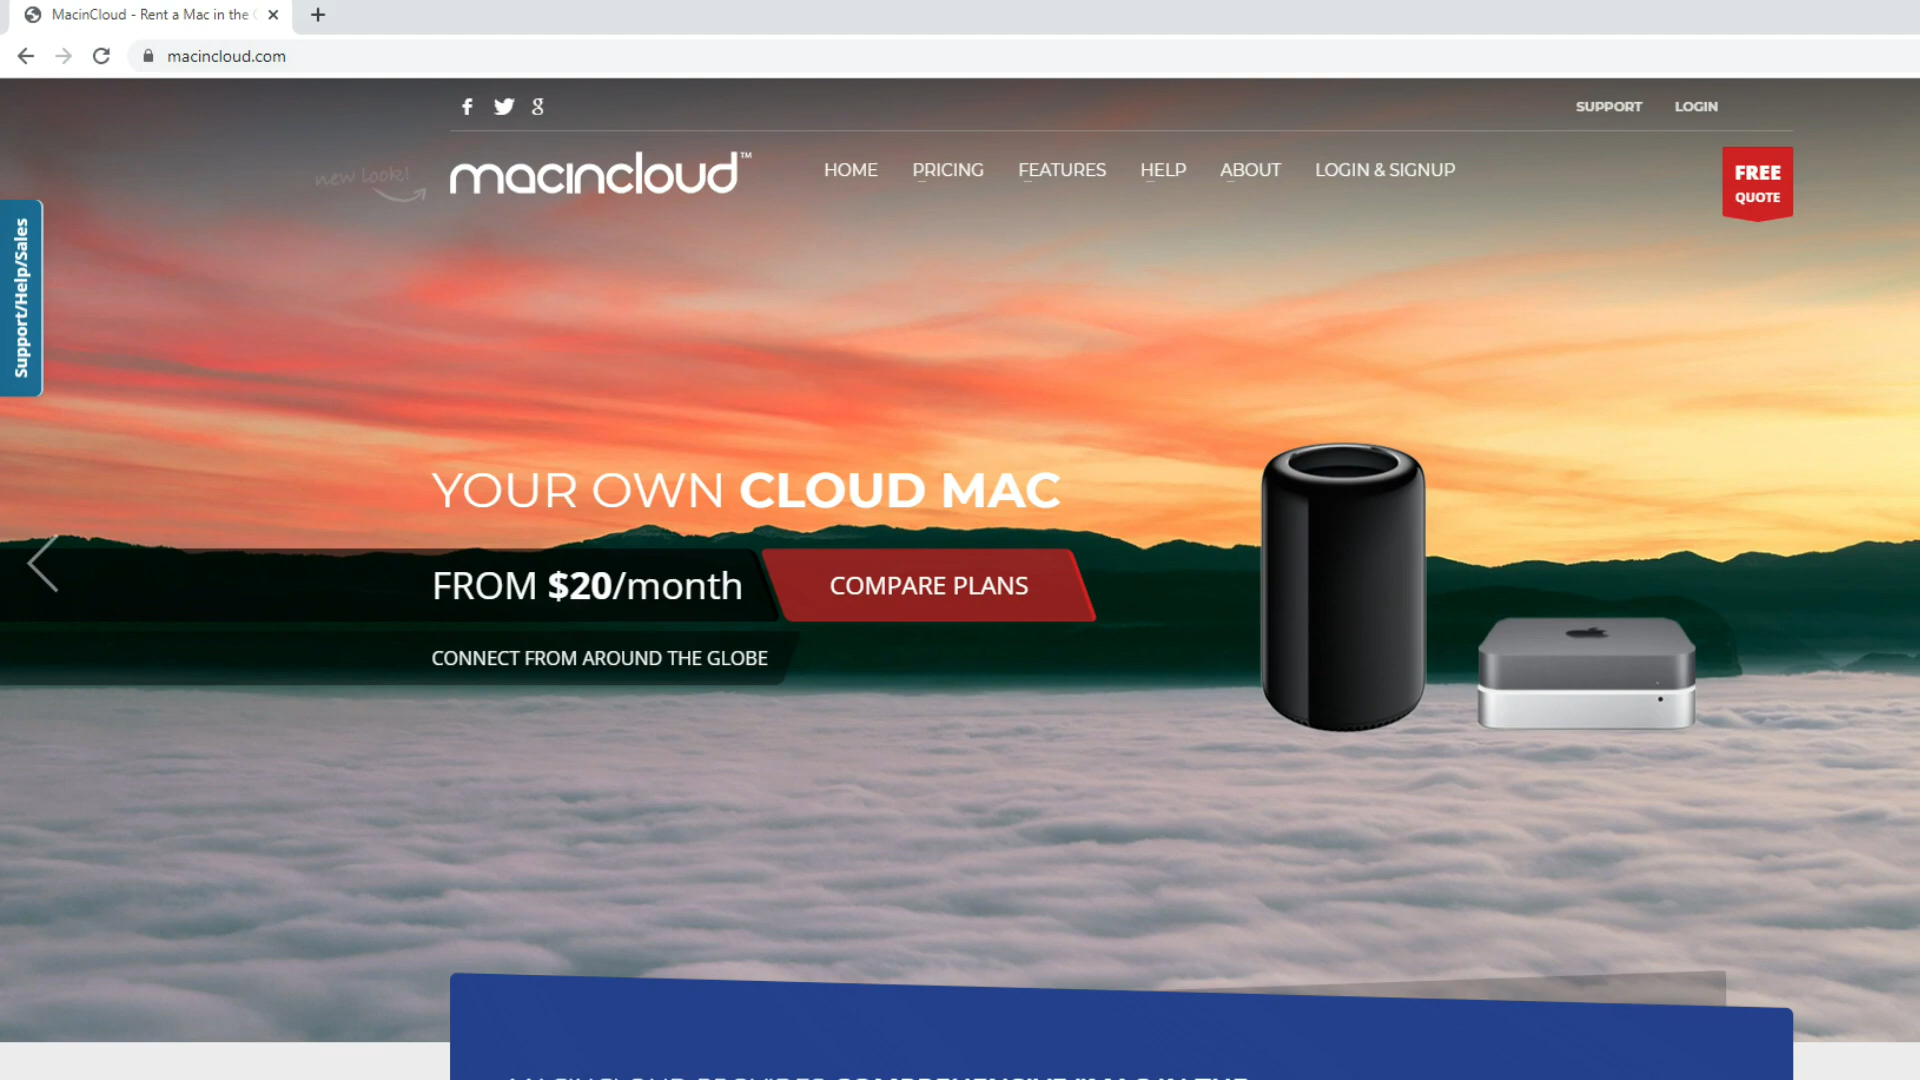 MacinCloud - Rent a Mac in the
macincloud.com
SUPPORT LOGIN
new look!
macincloud™
HOME PRICING FEATURES HELP ABOUT LOGIN & SIGNUP
FREE
QUOTE
Support/Help/Sales
YOUR OWN CLOUD MAC
FROM $20/month
COMPARE PLANS
CONNECT FROM AROUND THE GLOBE